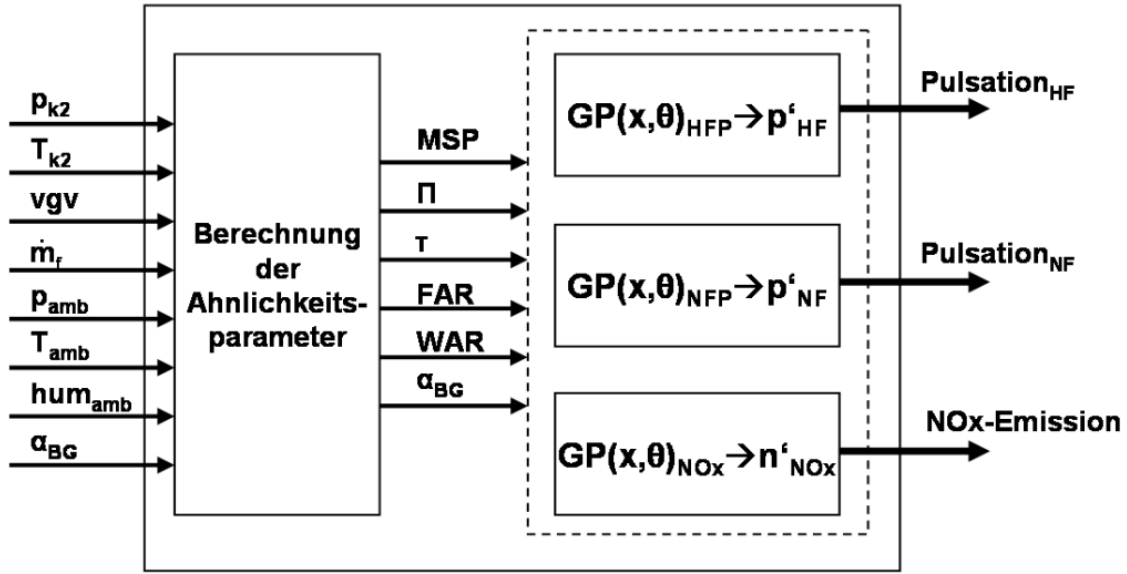 p_k2
T_k2
vgv
ṁ_f
p_amb
T_amb
hum_amb
α_BG
Berechnung
der
Ahnlichkeits-
parameter
MSP
Π
τ
FAR
WAR
α_BG
GP(x,θ)_HFP→p‘_HF
GP(x,θ)_NFP→p‘_NF
GP(x,θ)_NOx→n‘_NOx
Pulsation_HF
Pulsation_NF
NOx-Emission